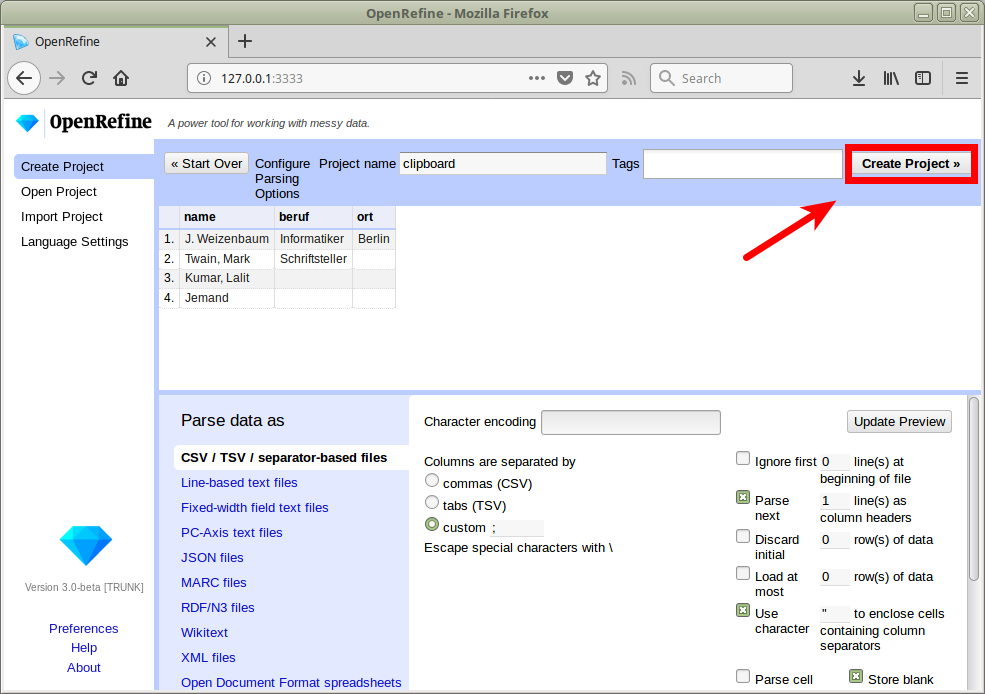 OpenRefine - Mozilla Firefox
OpenRefine
127.0.0.1:3333
Search
OpenRefine A power tool for working with messy data.
Create Project
Open Project
Import Project
Language Settings
« Start Over
Configure
Parsing
Options
Project name clipboard
Tags
Create Project »
name beruf ort
1. J. Weizenbaum Informatiker Berlin
2. Twain, Mark Schriftsteller
3. Kumar, Lalit
4. Jemand
Parse data as
CSV / TSV / separator-based files
Line-based text files
Fixed-width field text files
PC-Axis text files
JSON files
MARC files
RDF/N3 files
Wikitext
XML files
Open Document Format spreadsheets
Character encoding
Update Preview
Columns are separated by
commas (CSV)
tabs (TSV)
custom ;
Escape special characters with \
Ignore first 0 line(s) at
beginning of file
Parse 1 line(s) as
next column headers
Discard 0 row(s) of data
initial
Load at 0 row(s) of data
most
Use " to enclose cells
character containing column
separators
Parse cell
Store blank
Version 3.0-beta [TRUNK]
Preferences
Help
About